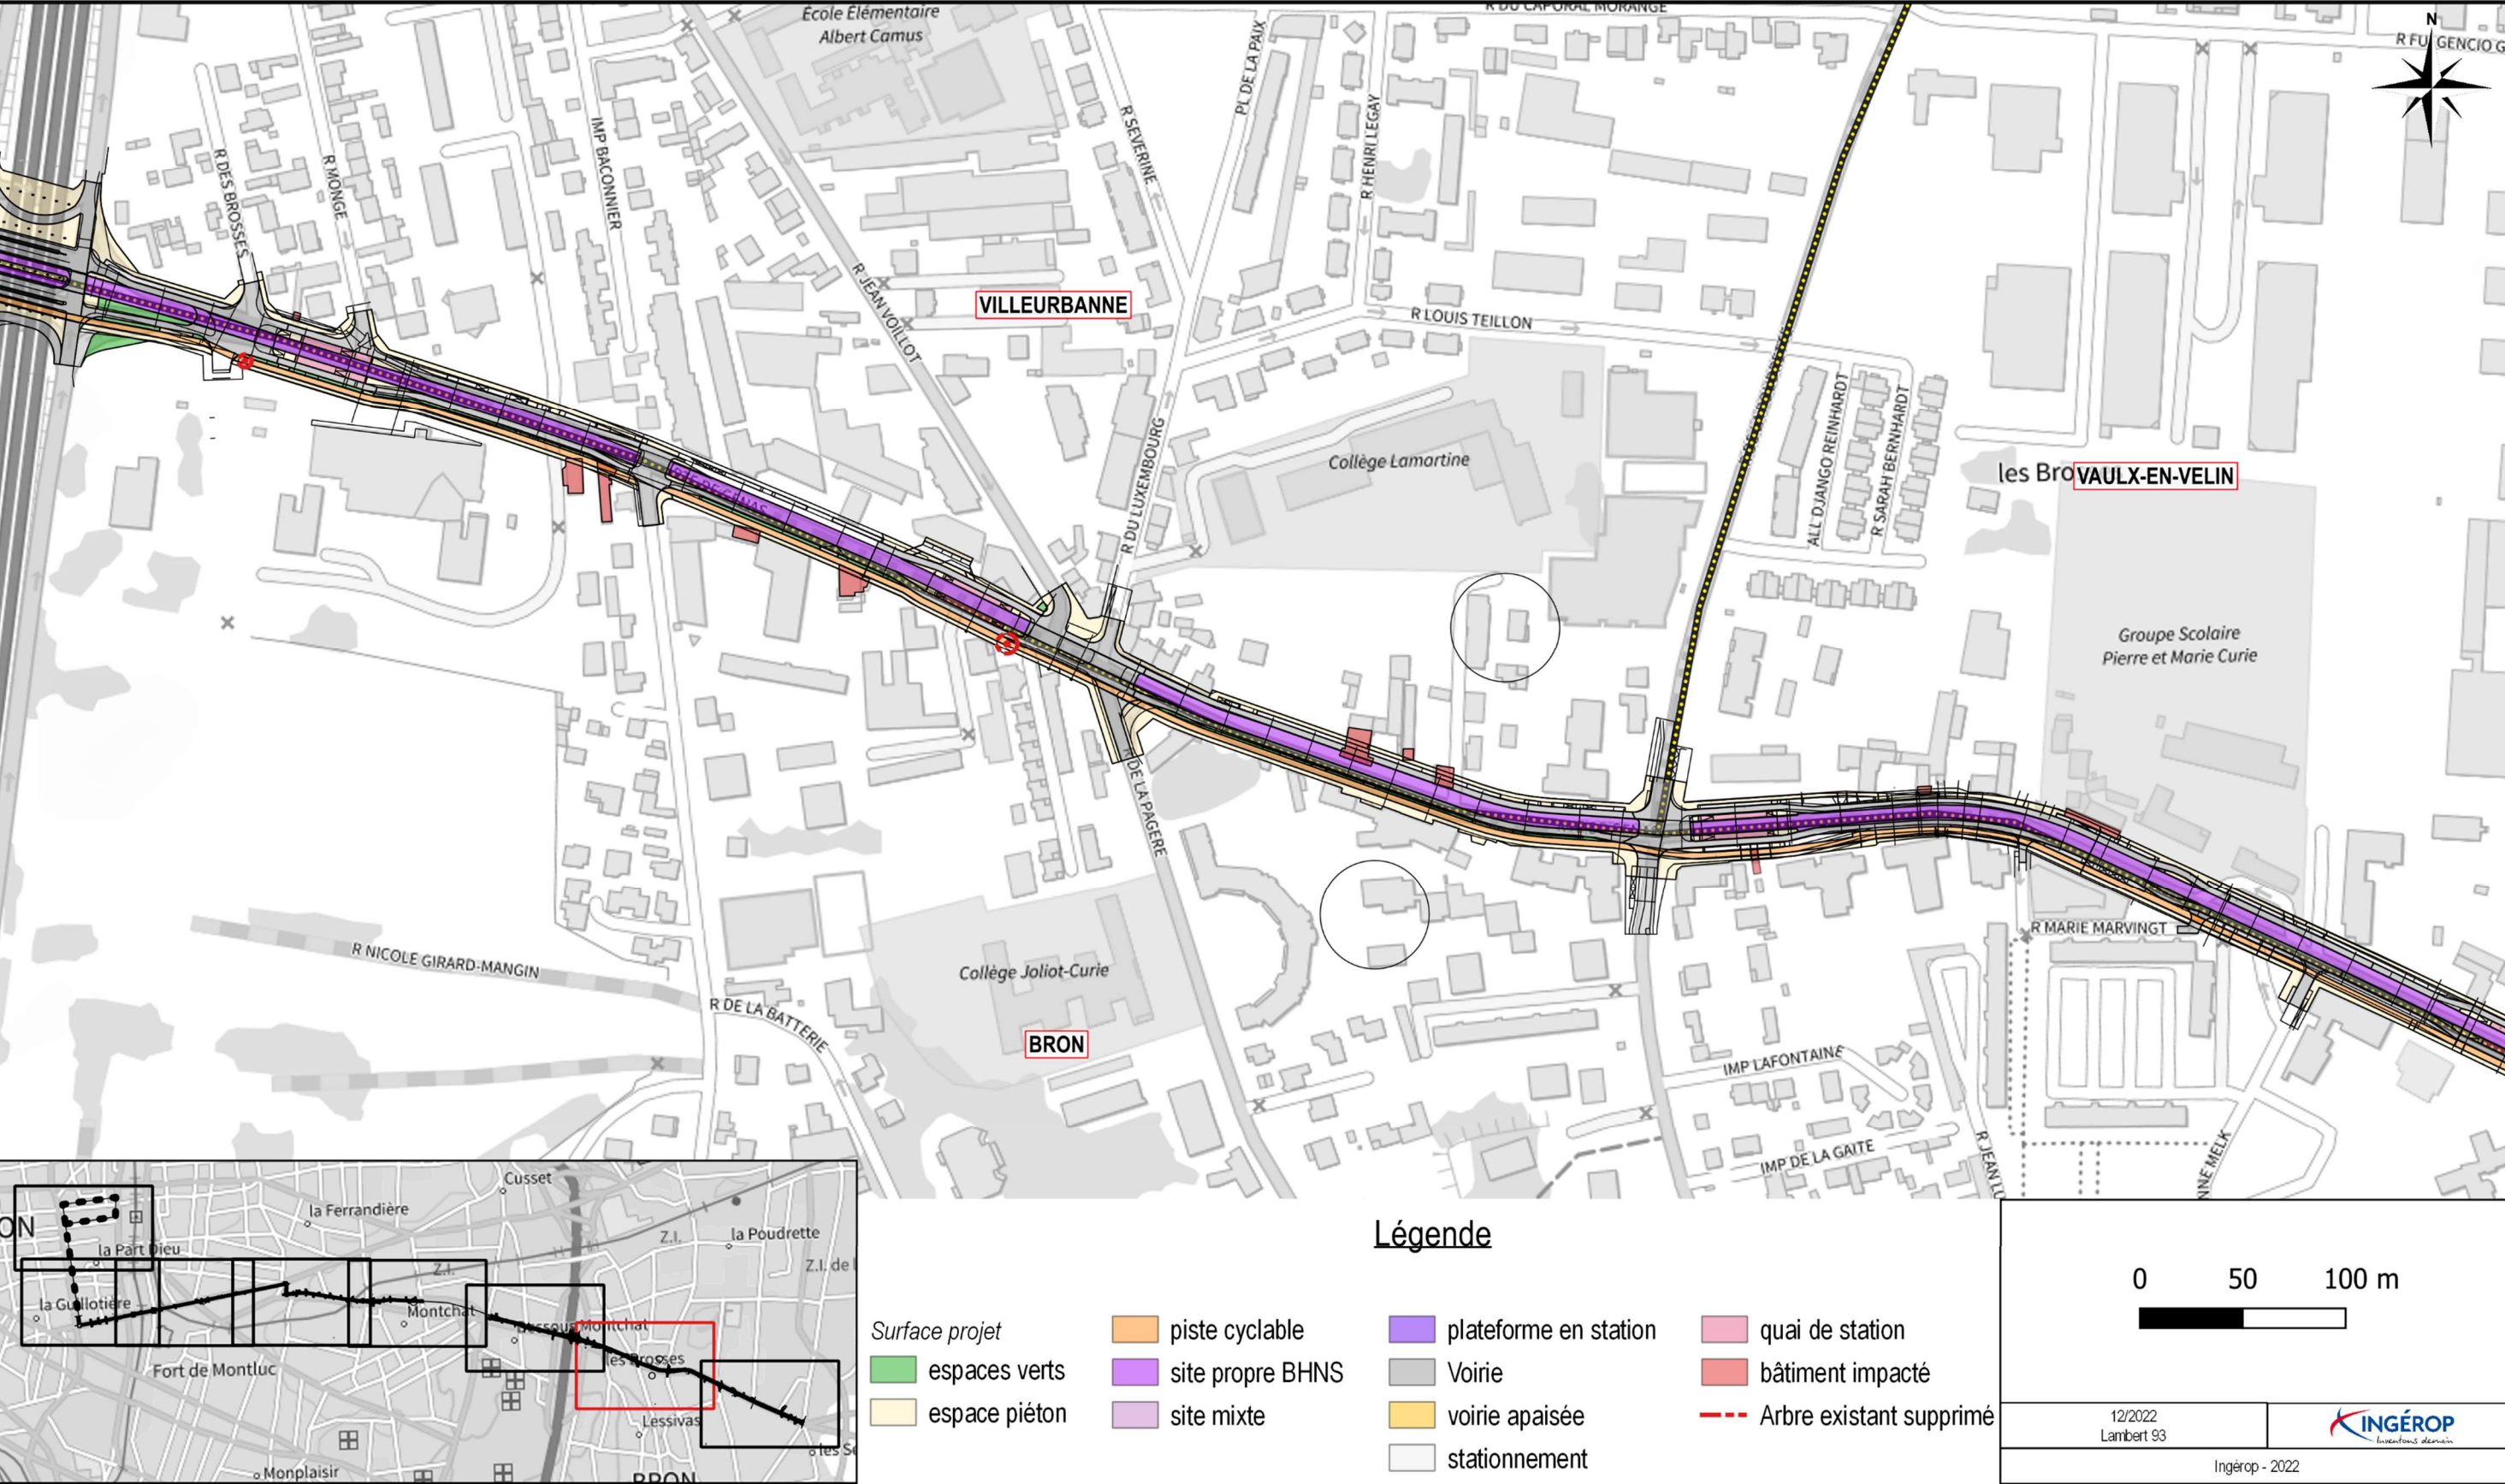 École Élémentaire
Albert Camus
R DU CAPORAL MORANGE
N
PL DE LA PAIX
R SEVERINE
R HENRI LEGAY
IMP BACONNIER
R DES BROSSES
R MONGE
R JEAN VOILLOT
VILLEURBANNE
R LOUIS TEILLON
R DU LUXEMBOURG
Collège Lamartine
ALL DJANGO REINHARDT
R SARAH BERNHARDT
les Bro
VAULX-EN-VELIN
Groupe Scolaire
Pierre et Marie Curie
R DE LA PAGERE
R MARIE MARVINGT
R NICOLE GIRARD-MANGIN
Collège Joliot-Curie
R DE LA BATTERIE
BRON
IMP LAFONTAINE
IMP DE LA GAITE
Cusset
la Ferrandière
la Poudrette
Z.I.
Z.I. de
ON
la Part Dieu
Z.I.
la Guillotière
Montchat
Dessous Montchat
les Brosses
Fort de Montluc
Lessivas
les Se
Monplaisir
BRON
Légende
Surface projet
espaces verts
espace piéton
piste cyclable
site propre BHNS
site mixte
plateforme en station
Voirie
voirie apaisée
stationnement
quai de station
bâtiment impacté
Arbre existant supprimé
0 50 100 m
12/2022
Lambert 93
INGÉROP
Inventons demain
Ingérop - 2022